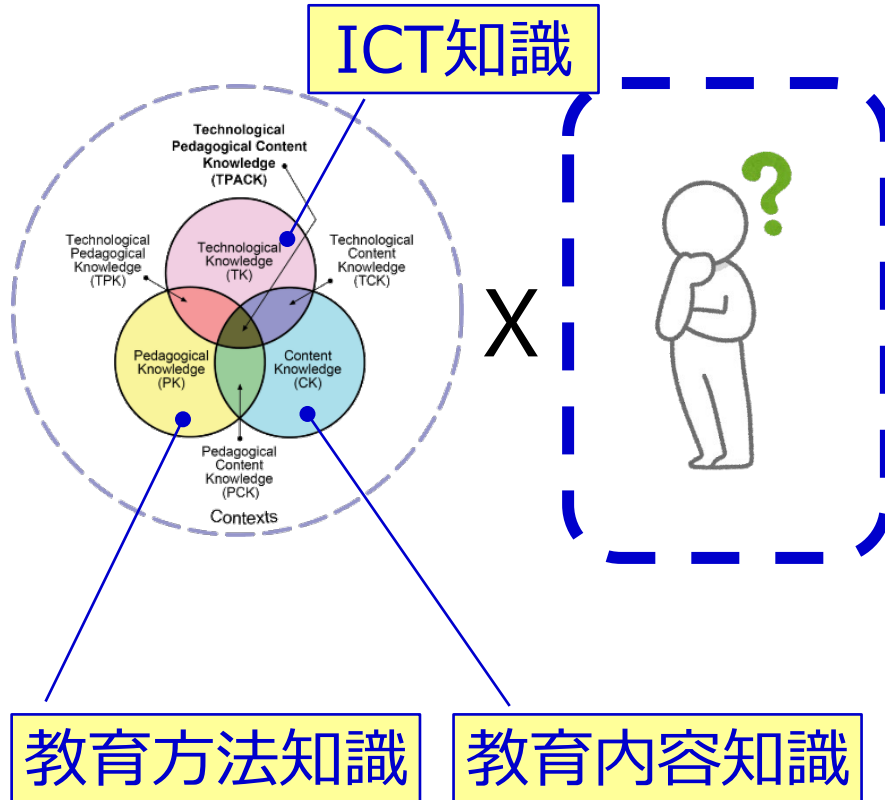 ICT知識
Technological
Pedagogical Content
Knowledge
(TPACK)
Technological
Pedagogical
Knowledge
(TPK)
Technological
Knowledge
(TK)
Technological
Content
Knowledge
(TCK)
Pedagogical
Knowledge
(PK)
Content
Knowledge
(CK)
Pedagogical
Content
Knowledge
(PCK)
Contexts
X
?
教育方法知識
教育内容知識